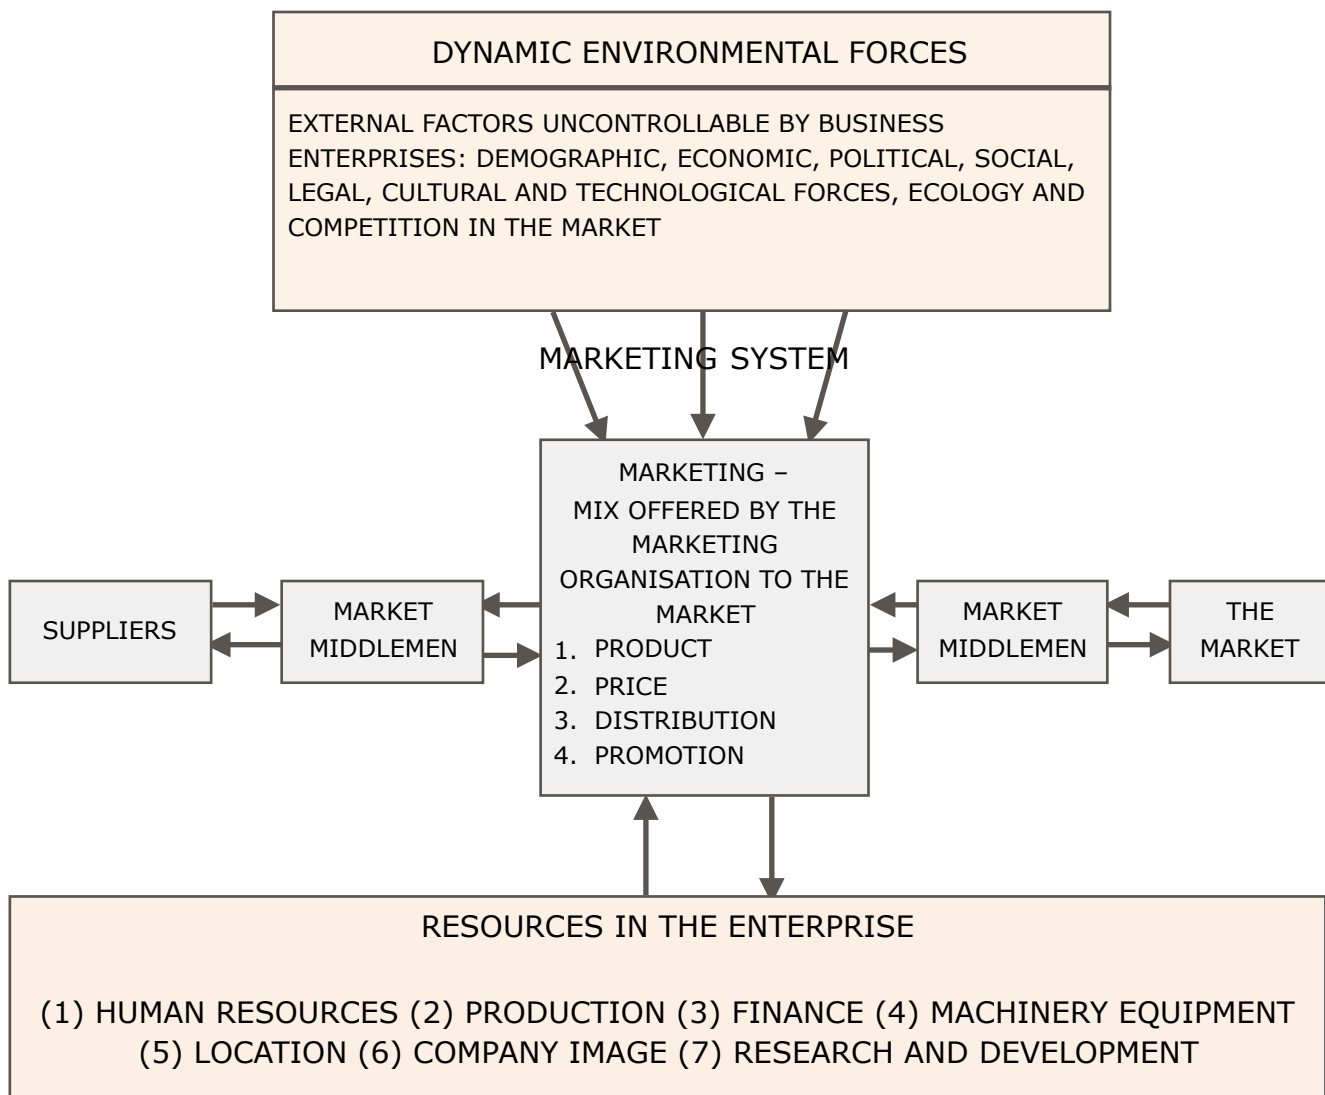 DYNAMIC ENVIRONMENTAL FORCES
EXTERNAL FACTORS UNCONTROLLABLE BY BUSINESS
ENTERPRISES: DEMOGRAPHIC, ECONOMIC, POLITICAL, SOCIAL,
LEGAL, CULTURAL AND TECHNOLOGICAL FORCES, ECOLOGY AND
COMPETITION IN THE MARKET
MARKETING SYSTEM
SUPPLIERS
MARKET
MIDDLEMEN
MARKETING –
MIX OFFERED BY THE
MARKETING
ORGANISATION TO THE
MARKET
1. PRODUCT
2. PRICE
3. DISTRIBUTION
4. PROMOTION
MARKET
MIDDLEMEN
THE
MARKET
RESOURCES IN THE ENTERPRISE
(1) HUMAN RESOURCES (2) PRODUCTION (3) FINANCE (4) MACHINERY EQUIPMENT
(5) LOCATION (6) COMPANY IMAGE (7) RESEARCH AND DEVELOPMENT